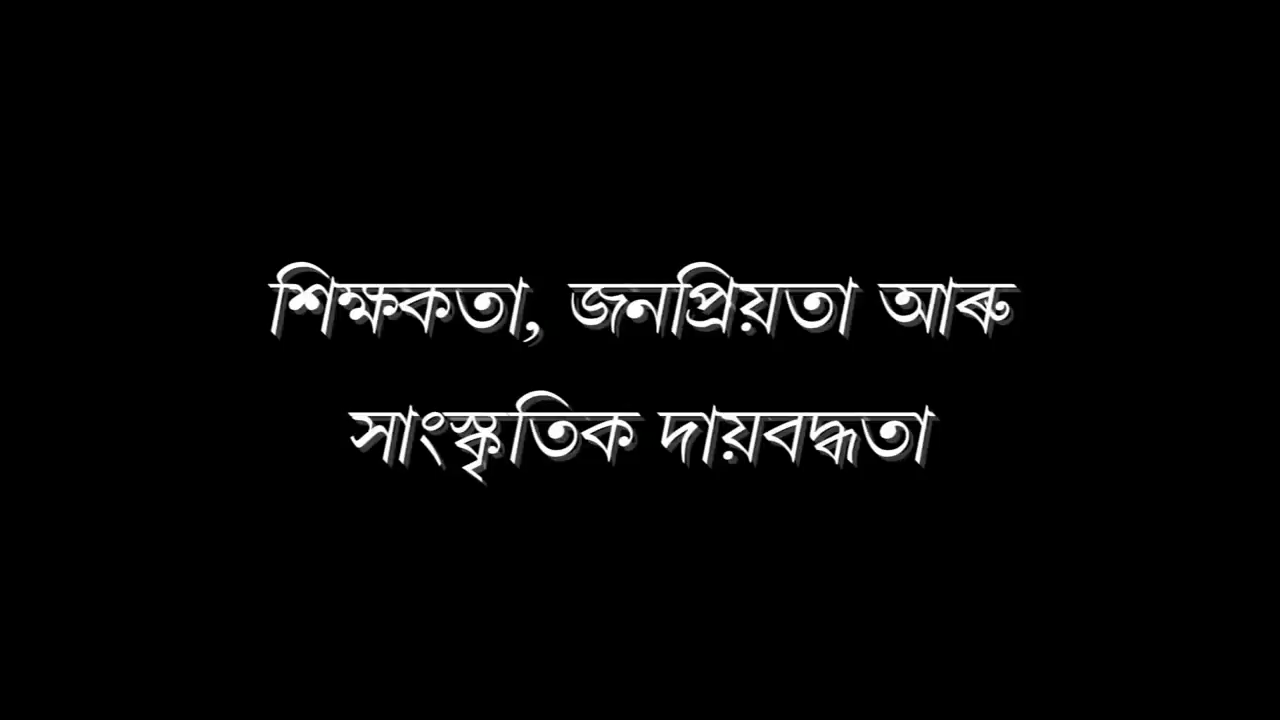 শিক্ষকতা, জনপ্ৰিয়তা আৰু
সাংস্কৃতিক দায়বদ্ধতা